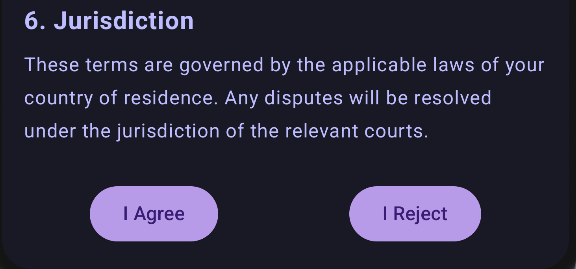 6. Jurisdiction
These terms are governed by the applicable laws of your
country of residence. Any disputes will be resolved
under the jurisdiction of the relevant courts.
I Agree
I Reject